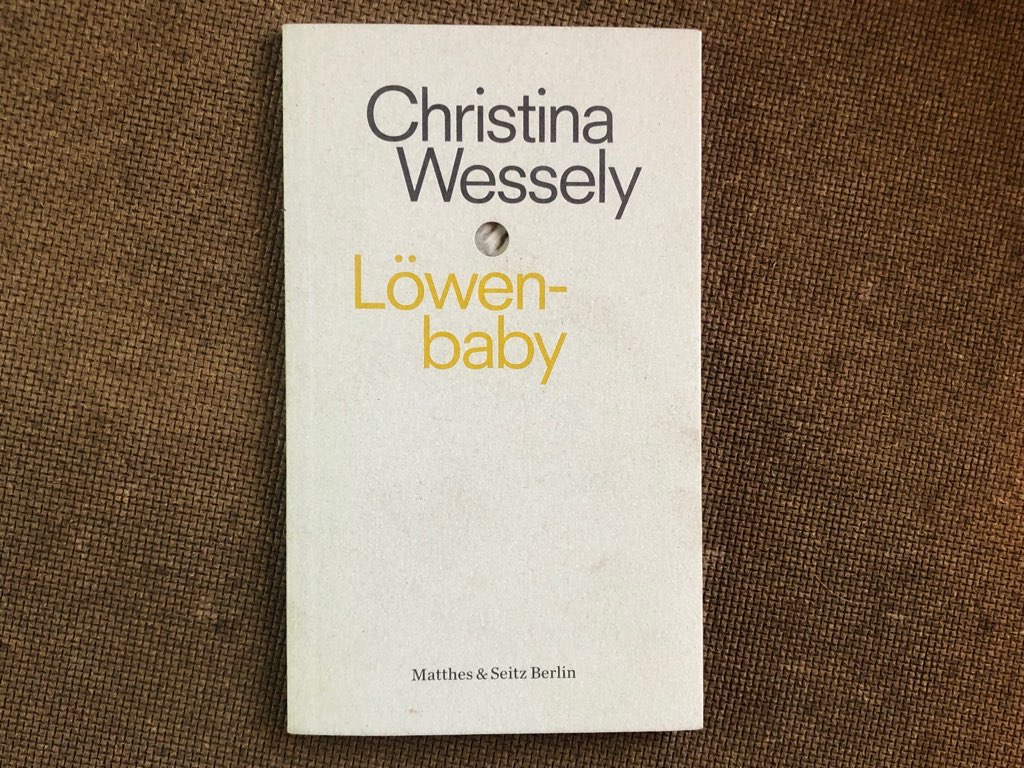 Christina
Wessely
Löwen-
baby
Matthes & Seitz Berlin